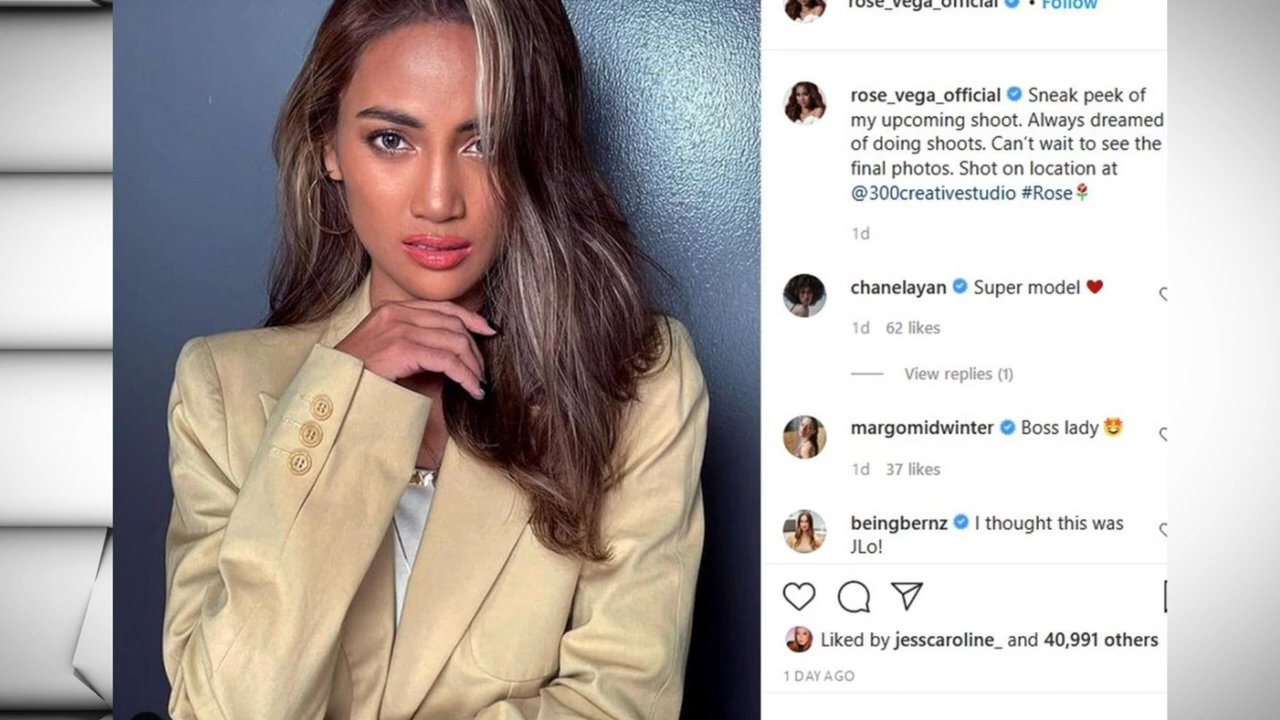 rose_vega_official • Follow
rose_vega_official Sneak peek of
my upcoming shoot. Always dreamed
of doing shoots. Can't wait to see the
final photos. Shot on location at
@300creativestudio #Rose🌹
1d
chanelayan Super model ❤️
1d 62 likes
View replies (1)
margomidwinter Boss lady 🤩
1d 37 likes
beingbernz I thought this was
JLo!
Liked by jesscaroline_ and 40,991 others
1 DAY AGO